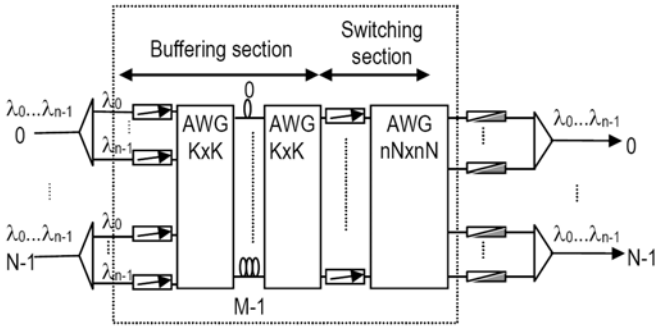 Buffering section
Switching section
λ0...λn-1
0
λ0
λn-1
0
AWG
KxK
AWG
KxK
AWG
nNxnN
λ0...λn-1
0
λ0...λn-1
N-1
λ0
λn-1
M-1
λ0...λn-1
N-1